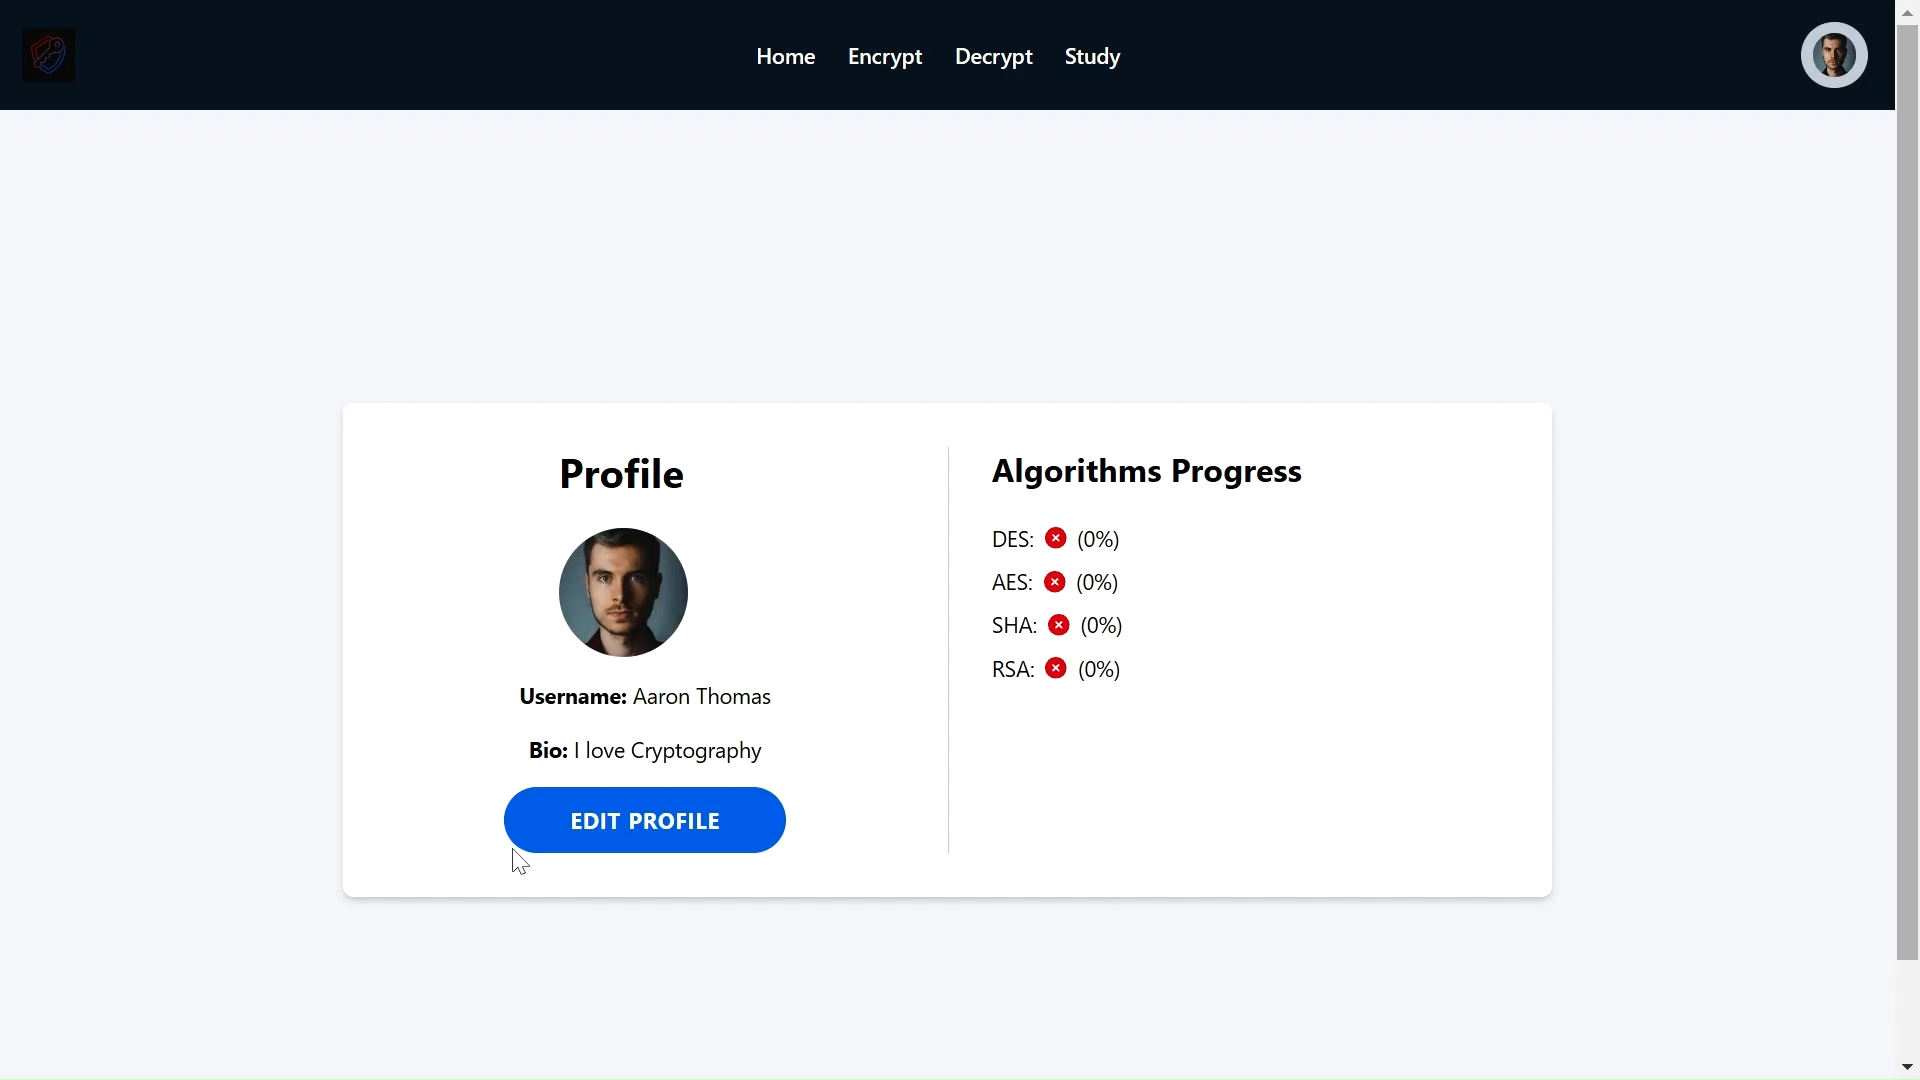 Home
Encrypt
Decrypt
Study
Profile
Username: Aaron Thomas
Bio: I love Cryptography
EDIT PROFILE
Algorithms Progress
DES: (0%)
AES: (0%)
SHA: (0%)
RSA: (0%)